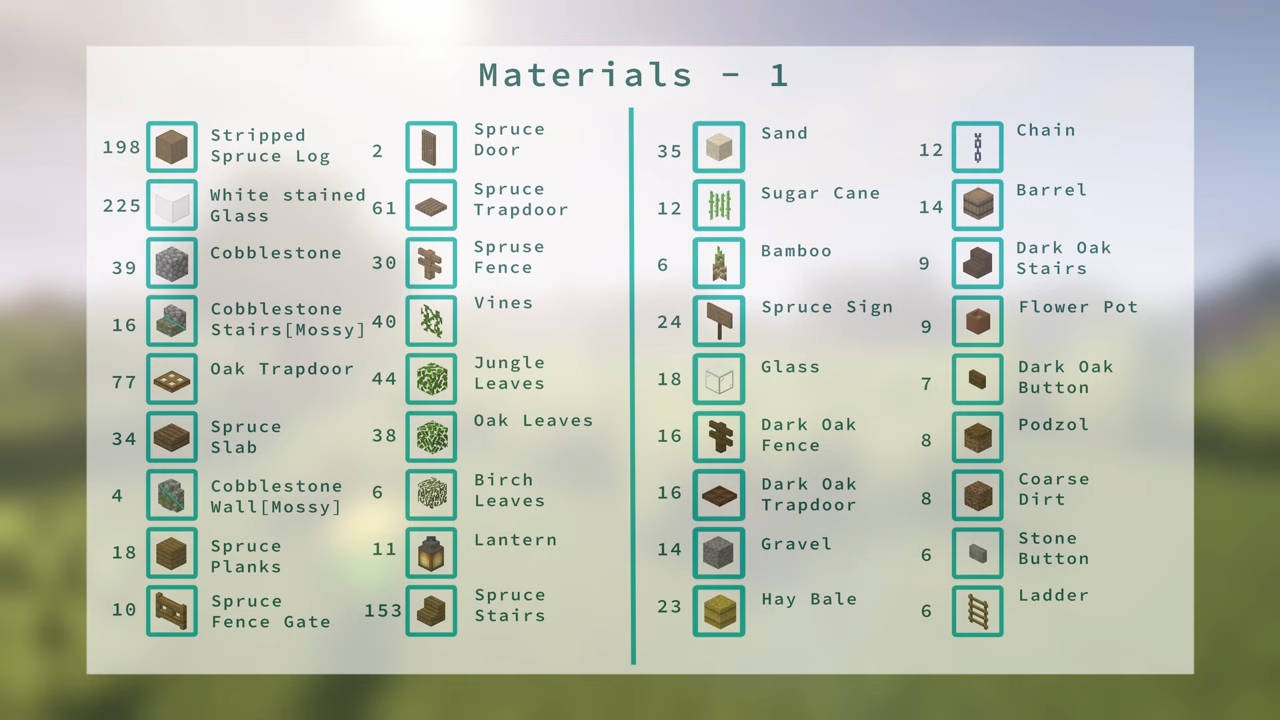 Materials - 1
198 Stripped
Spruce Log
225 White stained
Glass
39 Cobblestone
16 Cobblestone
Stairs[Mossy]
77 Oak Trapdoor
34 Spruce
Slab
4 Cobblestone
Wall[Mossy]
18 Spruce
Planks
10 Spruce
Fence Gate
2 Spruce
Door
61 Spruce
Trapdoor
30 Spruse
Fence
40 Vines
44 Jungle
Leaves
38 Oak Leaves
6 Birch
Leaves
11 Lantern
153 Spruce
Stairs
35 Sand
12 Sugar Cane
6 Bamboo
24 Spruce Sign
18 Glass
16 Dark Oak
Fence
16 Dark Oak
Trapdoor
14 Gravel
23 Hay Bale
12 Chain
14 Barrel
9 Dark Oak
Stairs
9 Flower Pot
7 Dark Oak
Button
8 Podzol
8 Coarse
Dirt
6 Stone
Button
6 Ladder